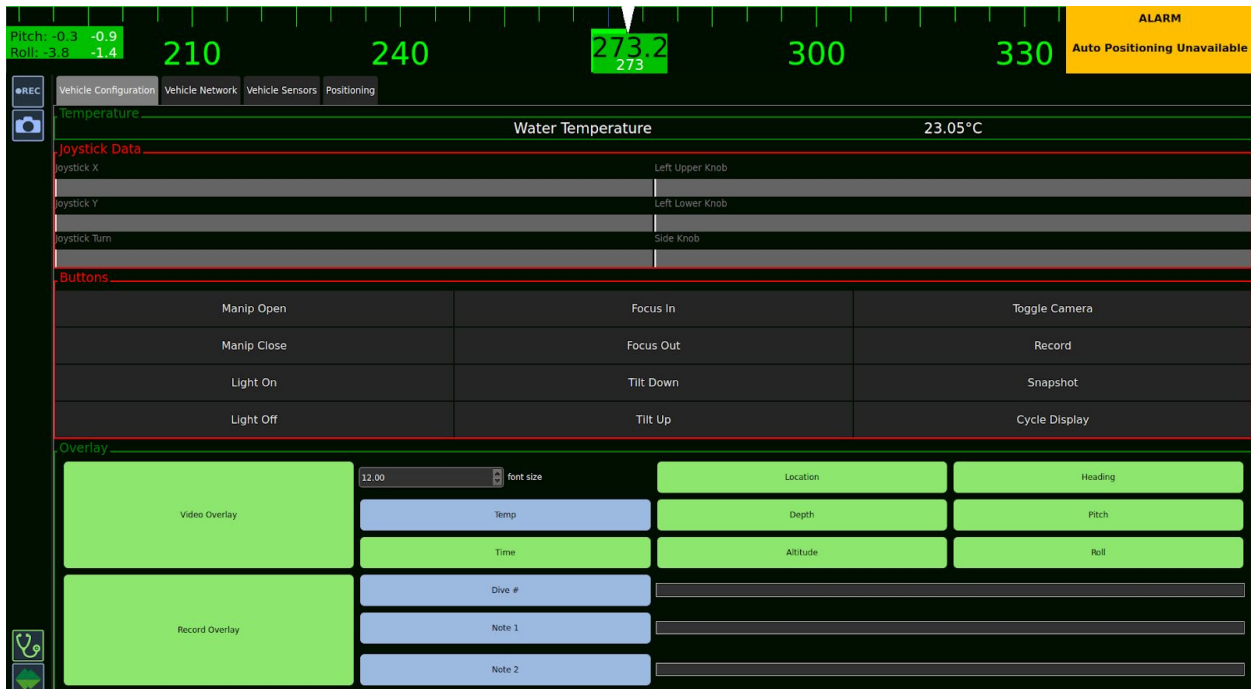 ALARM
Auto Positioning Unavailable
Pitch: -0.3 -0.9
Roll: -3.8 -1.4
210
240
273.2
273
300
330
REC
Vehicle Configuration Vehicle Network Vehicle Sensors Positioning
Temperature
Water Temperature 23.05°C
Joystick Data
Joystick X Left Upper Knob
Joystick Y Left Lower Knob
Joystick Turn Side Knob
Buttons
Manip Open Focus In Toggle Camera
Manip Close Focus Out Record
Light On Tilt Down Snapshot
Light Off Tilt Up Cycle Display
Overlay
Video Overlay
12.00 font size Location Heading
Temp Depth Pitch
Time Altitude Roll
Record Overlay
Dive #
Note 1
Note 2